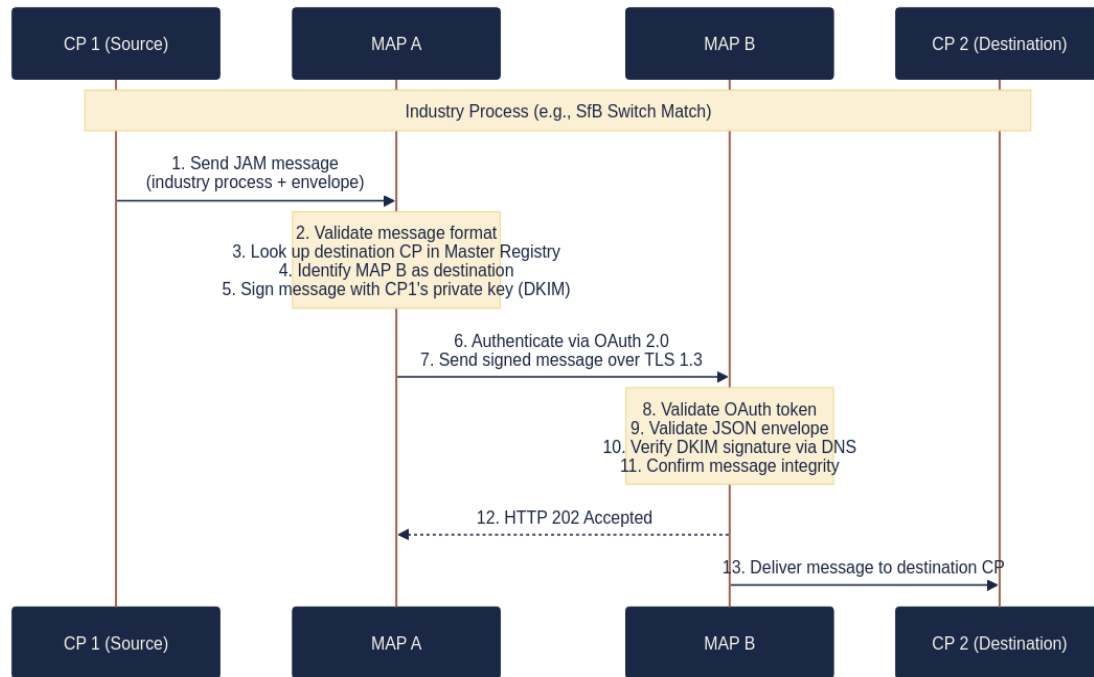 CP 1 (Source)
MAP A
MAP B
CP 2 (Destination)
Industry Process (e.g., SfB Switch Match)
1. Send JAM message
(industry process + envelope)
2. Validate message format
3. Look up destination CP in Master Registry
4. Identify MAP B as destination
5. Sign message with CP1's private key (DKIM)
6. Authenticate via OAuth 2.0
7. Send signed message over TLS 1.3
8. Validate OAuth token
9. Validate JSON envelope
10. Verify DKIM signature via DNS
11. Confirm message integrity
12. HTTP 202 Accepted
13. Deliver message to destination CP
CP 1 (Source)
MAP A
MAP B
CP 2 (Destination)